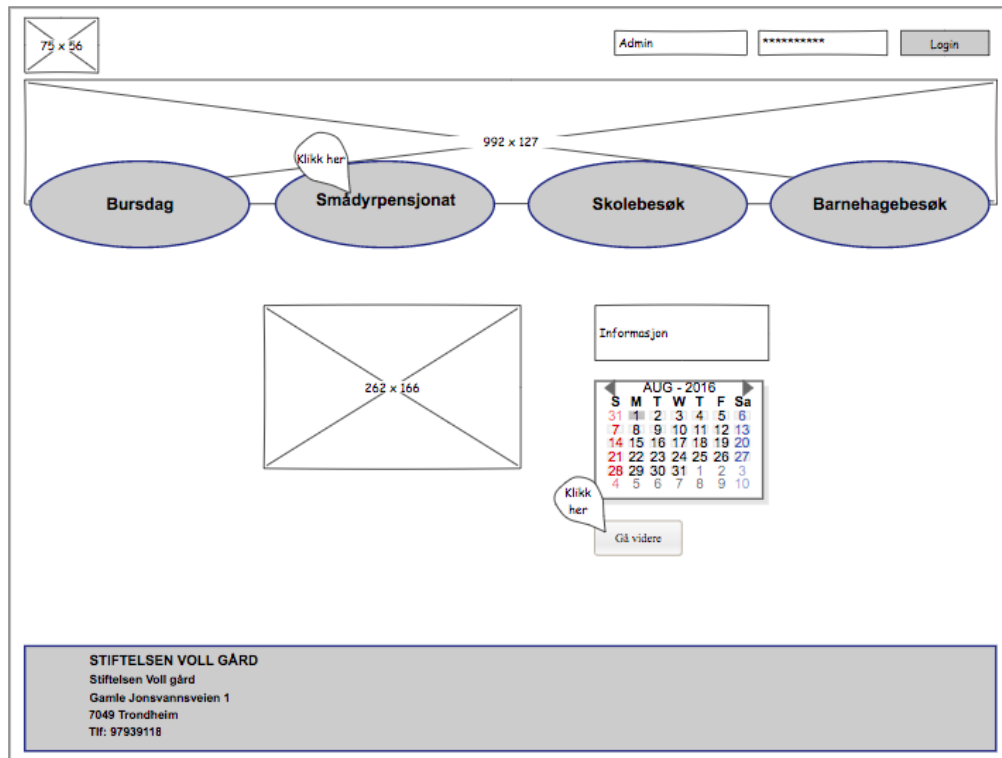 75 x 56
Admin
**********
Login
992 x 127
Klikk her
Bursdag
Smådyrpensjonat
Skolebesøk
Barnehagebesøk
262 x 166
Informasjon
AUG - 2016
S M T W T F Sa
31 1 2 3 4 5 6
7 8 9 10 11 12 13
14 15 16 17 18 19 20
21 22 23 24 25 26 27
28 29 30 31 1 2 3
4 5 6 7 8 9 10
Klikk
her
Gå videre
STIFTELSEN VOLL GÅRD
Stiftelsen Voll gård
Gamle Jonsvannsveien 1
7049 Trondheim
Tlf: 97939118